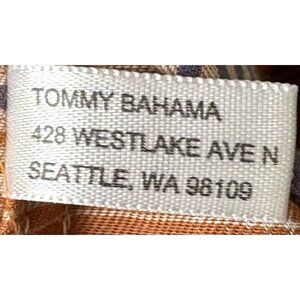 TOMMY BAHAMA
428 WESTLAKE AVE N
SEATTLE, WA 98109